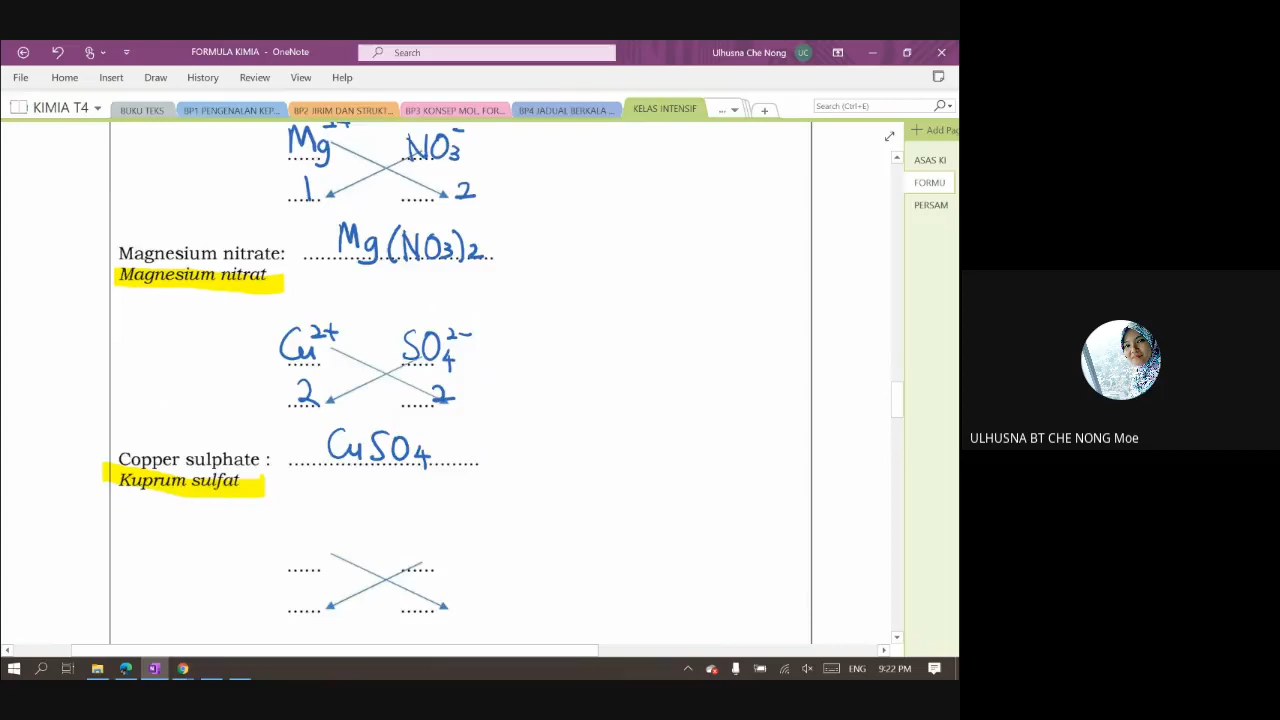 FORMULA KIMIA - OneNote
Search
Ulhusna Che Nong
UC
File Home Insert Draw History Review View Help
KIMIA T4
BUKU TEKS
BP1 PENGENALAN KEP...
BP2 JIRIM DAN STRUKT...
BP3 KONSEP MOL, FOR...
BP4 JADUAL BERKALA ...
KELAS INTENSIF
...
Search (Ctrl+E)
Add Pag
ASAS KI
FORMU
PERSAM
Mg²⁺ NO₃⁻
1 2
Magnesium nitrate: Mg(NO₃)₂
Magnesium nitrat
Cu²⁺ SO₄²⁻
2 2
Copper sulphate : CuSO₄
Kuprum sulfat
...... ......
...... ......
ULHUSNA BT CHE NONG Moe
ENG 9:22 PM